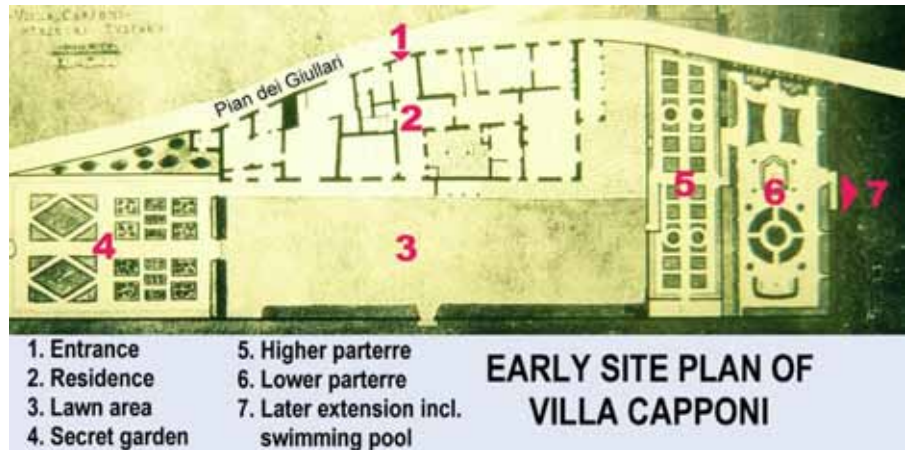 VILLA CAPPONI
1
Pian dei Giullari
2
5
6
7
4
3
1. Entrance
2. Residence
3. Lawn area
4. Secret garden
5. Higher parterre
6. Lower parterre
7. Later extension incl.
swimming pool
EARLY SITE PLAN OF
VILLA CAPPONI